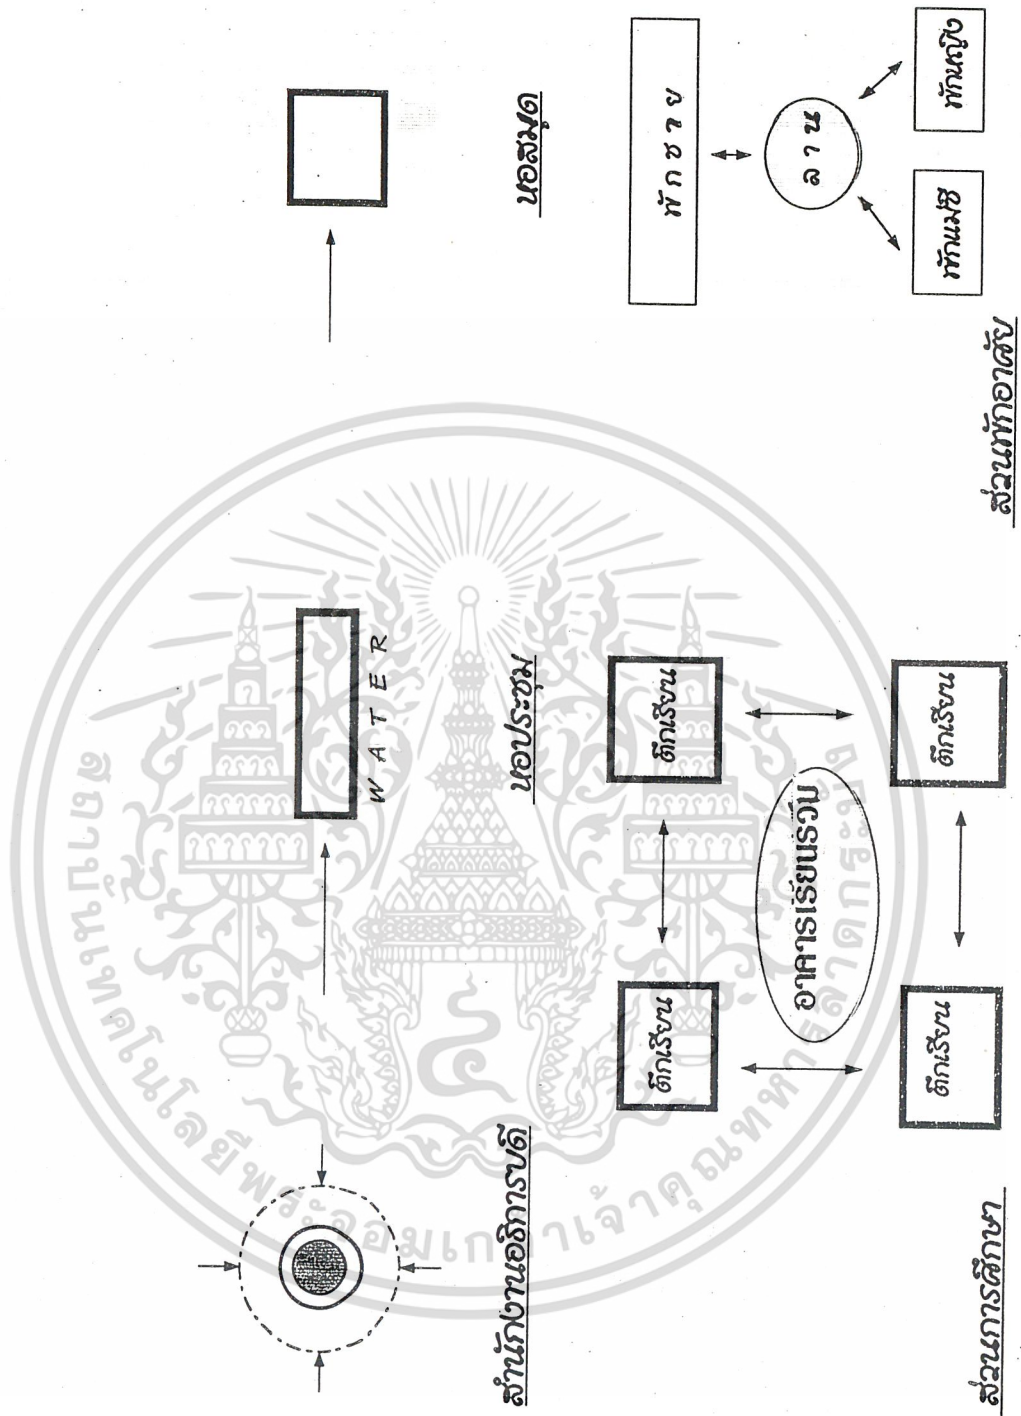 ส่วนพักอาศัย
พักหญิง
ลาน
พักชาย
ส่วนการศึกษา
ตึกเรียน
ตึกเรียน
อาคารเรียนรวม
ตึกเรียน
ตึกเรียน
หอสมุด
หอประชุม
WATER
สำนักงานอธิการบดี
สถาบันเทคโนโลยีพระจอมเกล้าเจ้าคุณทหารลาดกระบัง